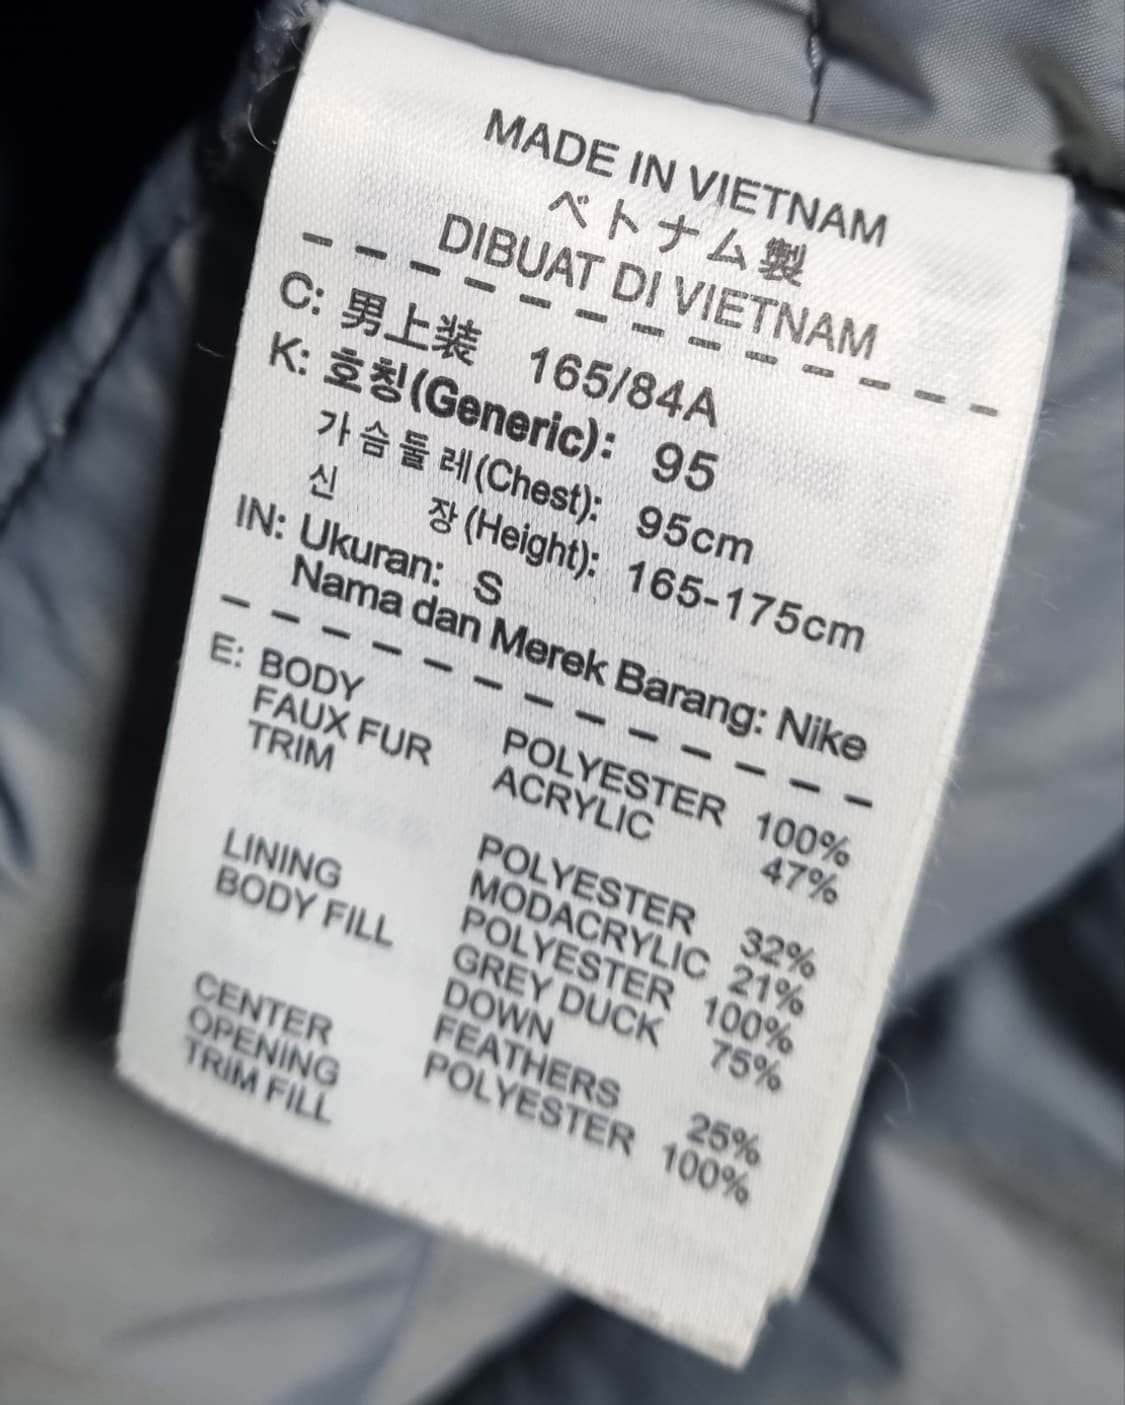 MADE IN VIETNAM
ベトナム製
DIBUAT DI VIETNAM
C: 男上装 165/84A
K: 호칭(Generic): 95
가슴둘레(Chest): 95cm
신 장(Height): 165-175cm
IN: Ukuran: S
Nama dan Merek Barang: Nike
E: BODY POLYESTER 100%
FAUX FUR ACRYLIC 47%
TRIM
POLYESTER 32%
MODACRYLIC 21%
LINING POLYESTER 100%
BODY FILL GREY DUCK 75%
DOWN
FEATHERS 25%
CENTER POLYESTER 100%
OPENING
TRIM FILL